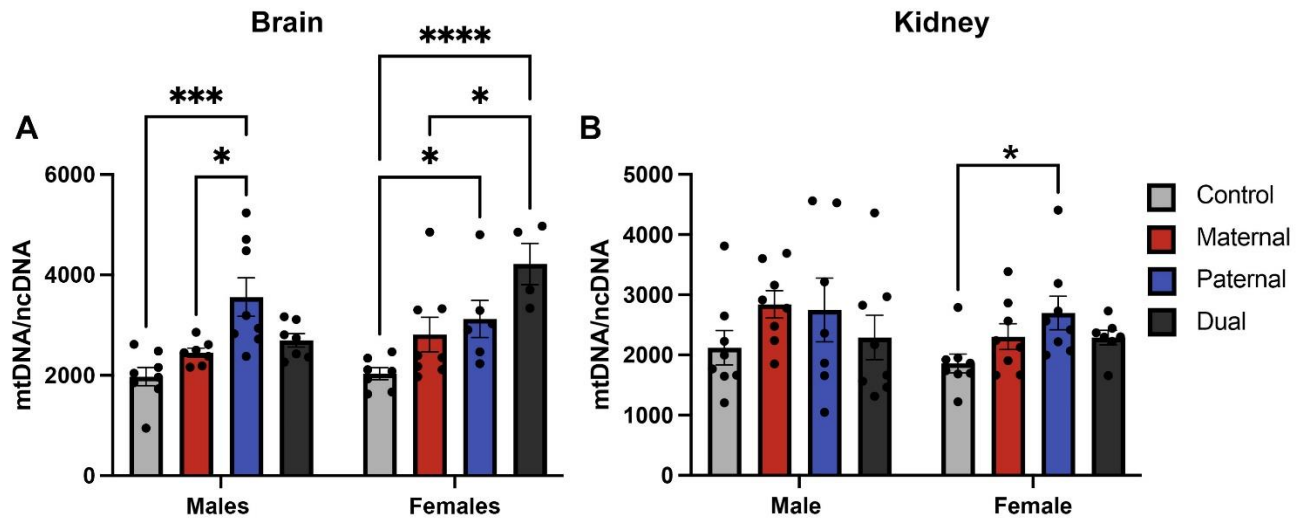 Brain
Kidney
****
***
*
A
B
*
*
*
6000
4000
2000
0
mtDNA/ncDNA
Males
Females
5000
4000
3000
2000
1000
0
mtDNA/ncDNA
Male
Female
Control
Maternal
Paternal
Dual